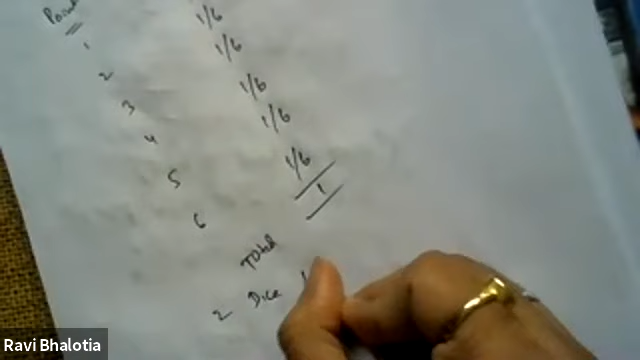 Point
1 1/6
2 1/6
3 1/6
4 1/6
5 1/6
6 1
Total
2 Dice
Ravi Bhalotia